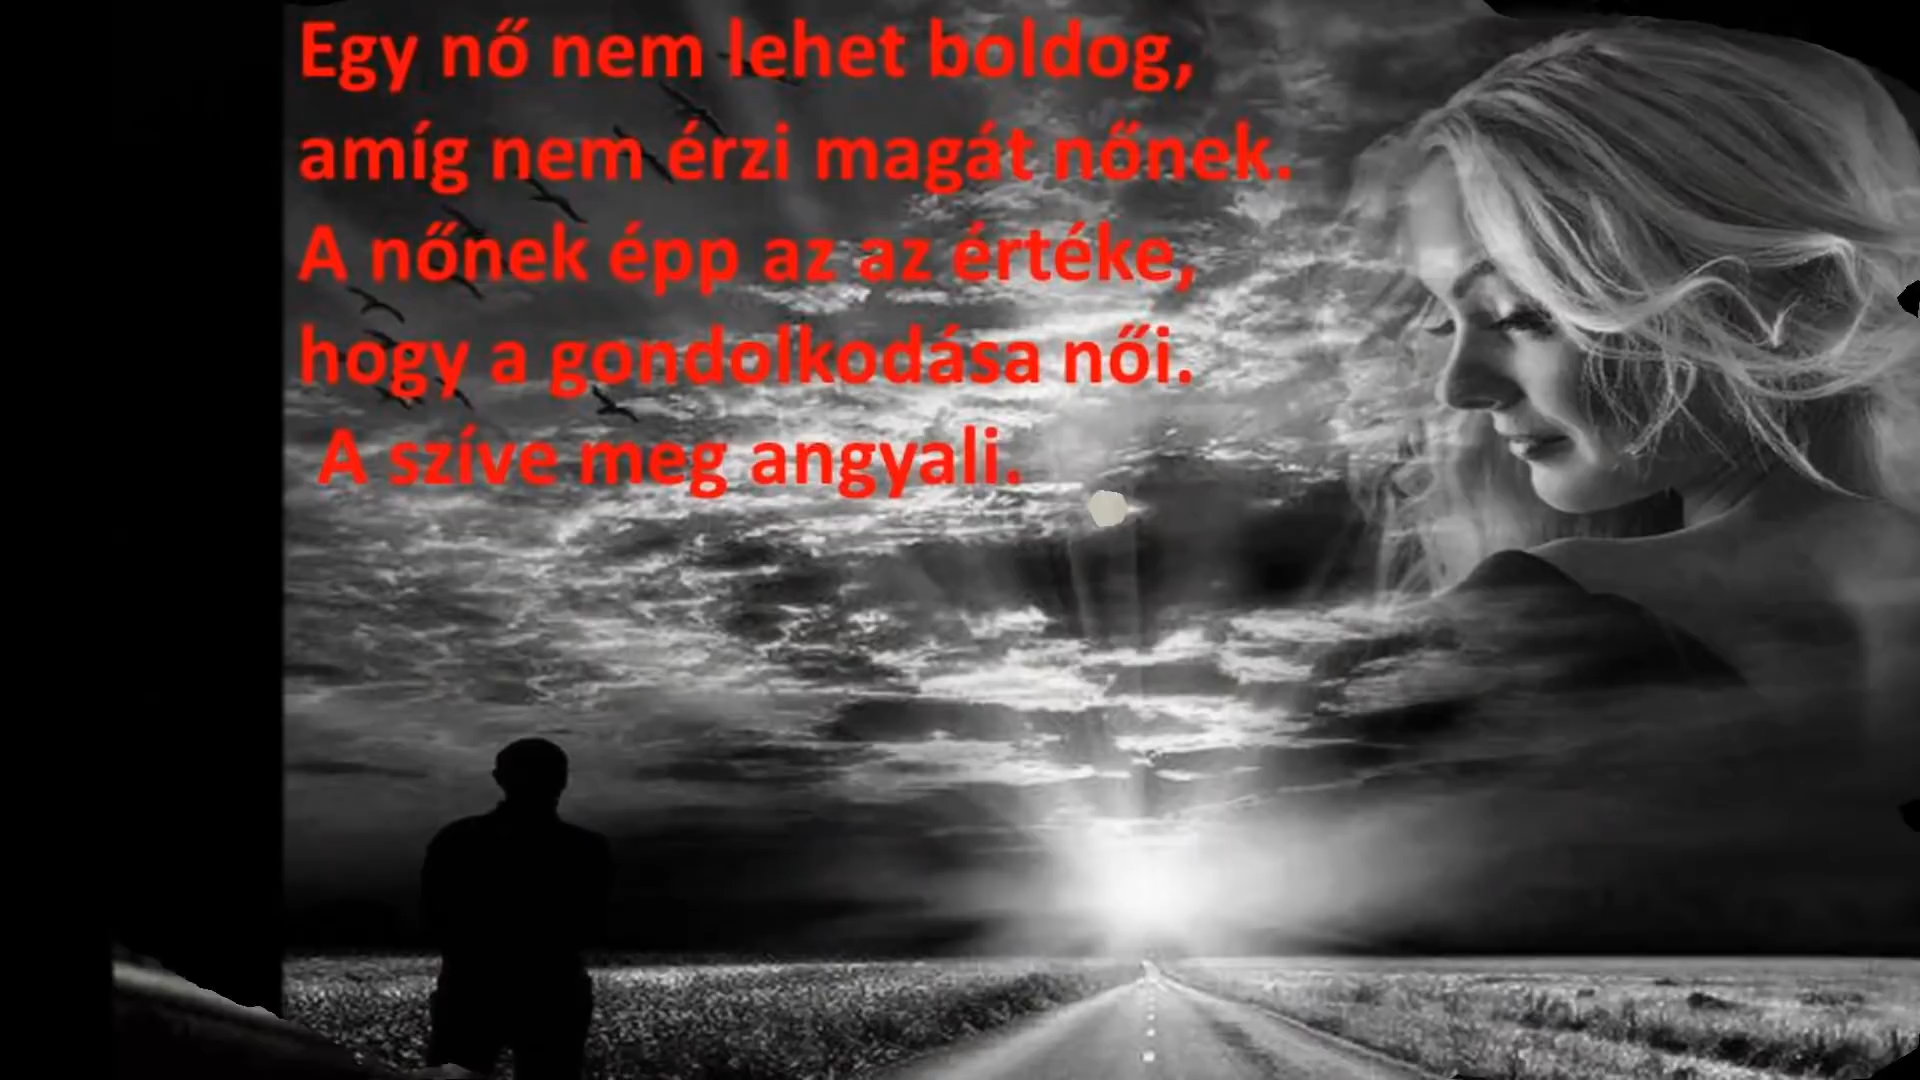 Egy nő nem lehet boldog,
amíg nem érzi magát nőnek.
A nőnek épp az az értéke,
hogy a gondolkodása női.
A szíve meg angyali.